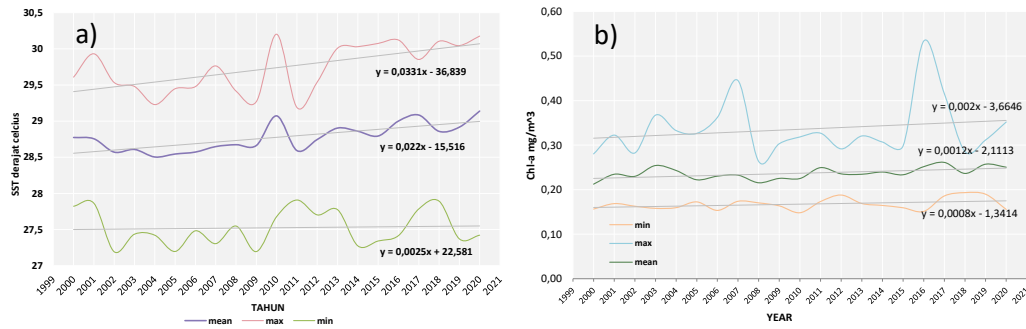 a)
30,5
30
29,5
29
28,5
28
27,5
27
SST derajat celcius
y = 0,0331x - 36,839
y = 0,022x - 15,516
y = 0,0025x + 22,581
1999 2000 2001 2002 2003 2004 2005 2006 2007 2008 2009 2010 2011 2012 2013 2014 2015 2016 2017 2018 2019 2020 2021
TAHUN
mean max min
b)
0,60
0,50
0,40
0,30
0,20
0,10
0,00
Chl-a mg/m^3
y = 0,002x - 3,6646
y = 0,0012x - 2,1113
y = 0,0008x - 1,3414
min
max
mean
1999 2000 2001 2002 2003 2004 2005 2006 2007 2008 2009 2010 2011 2012 2013 2014 2015 2016 2017 2018 2019 2020 2021
YEAR